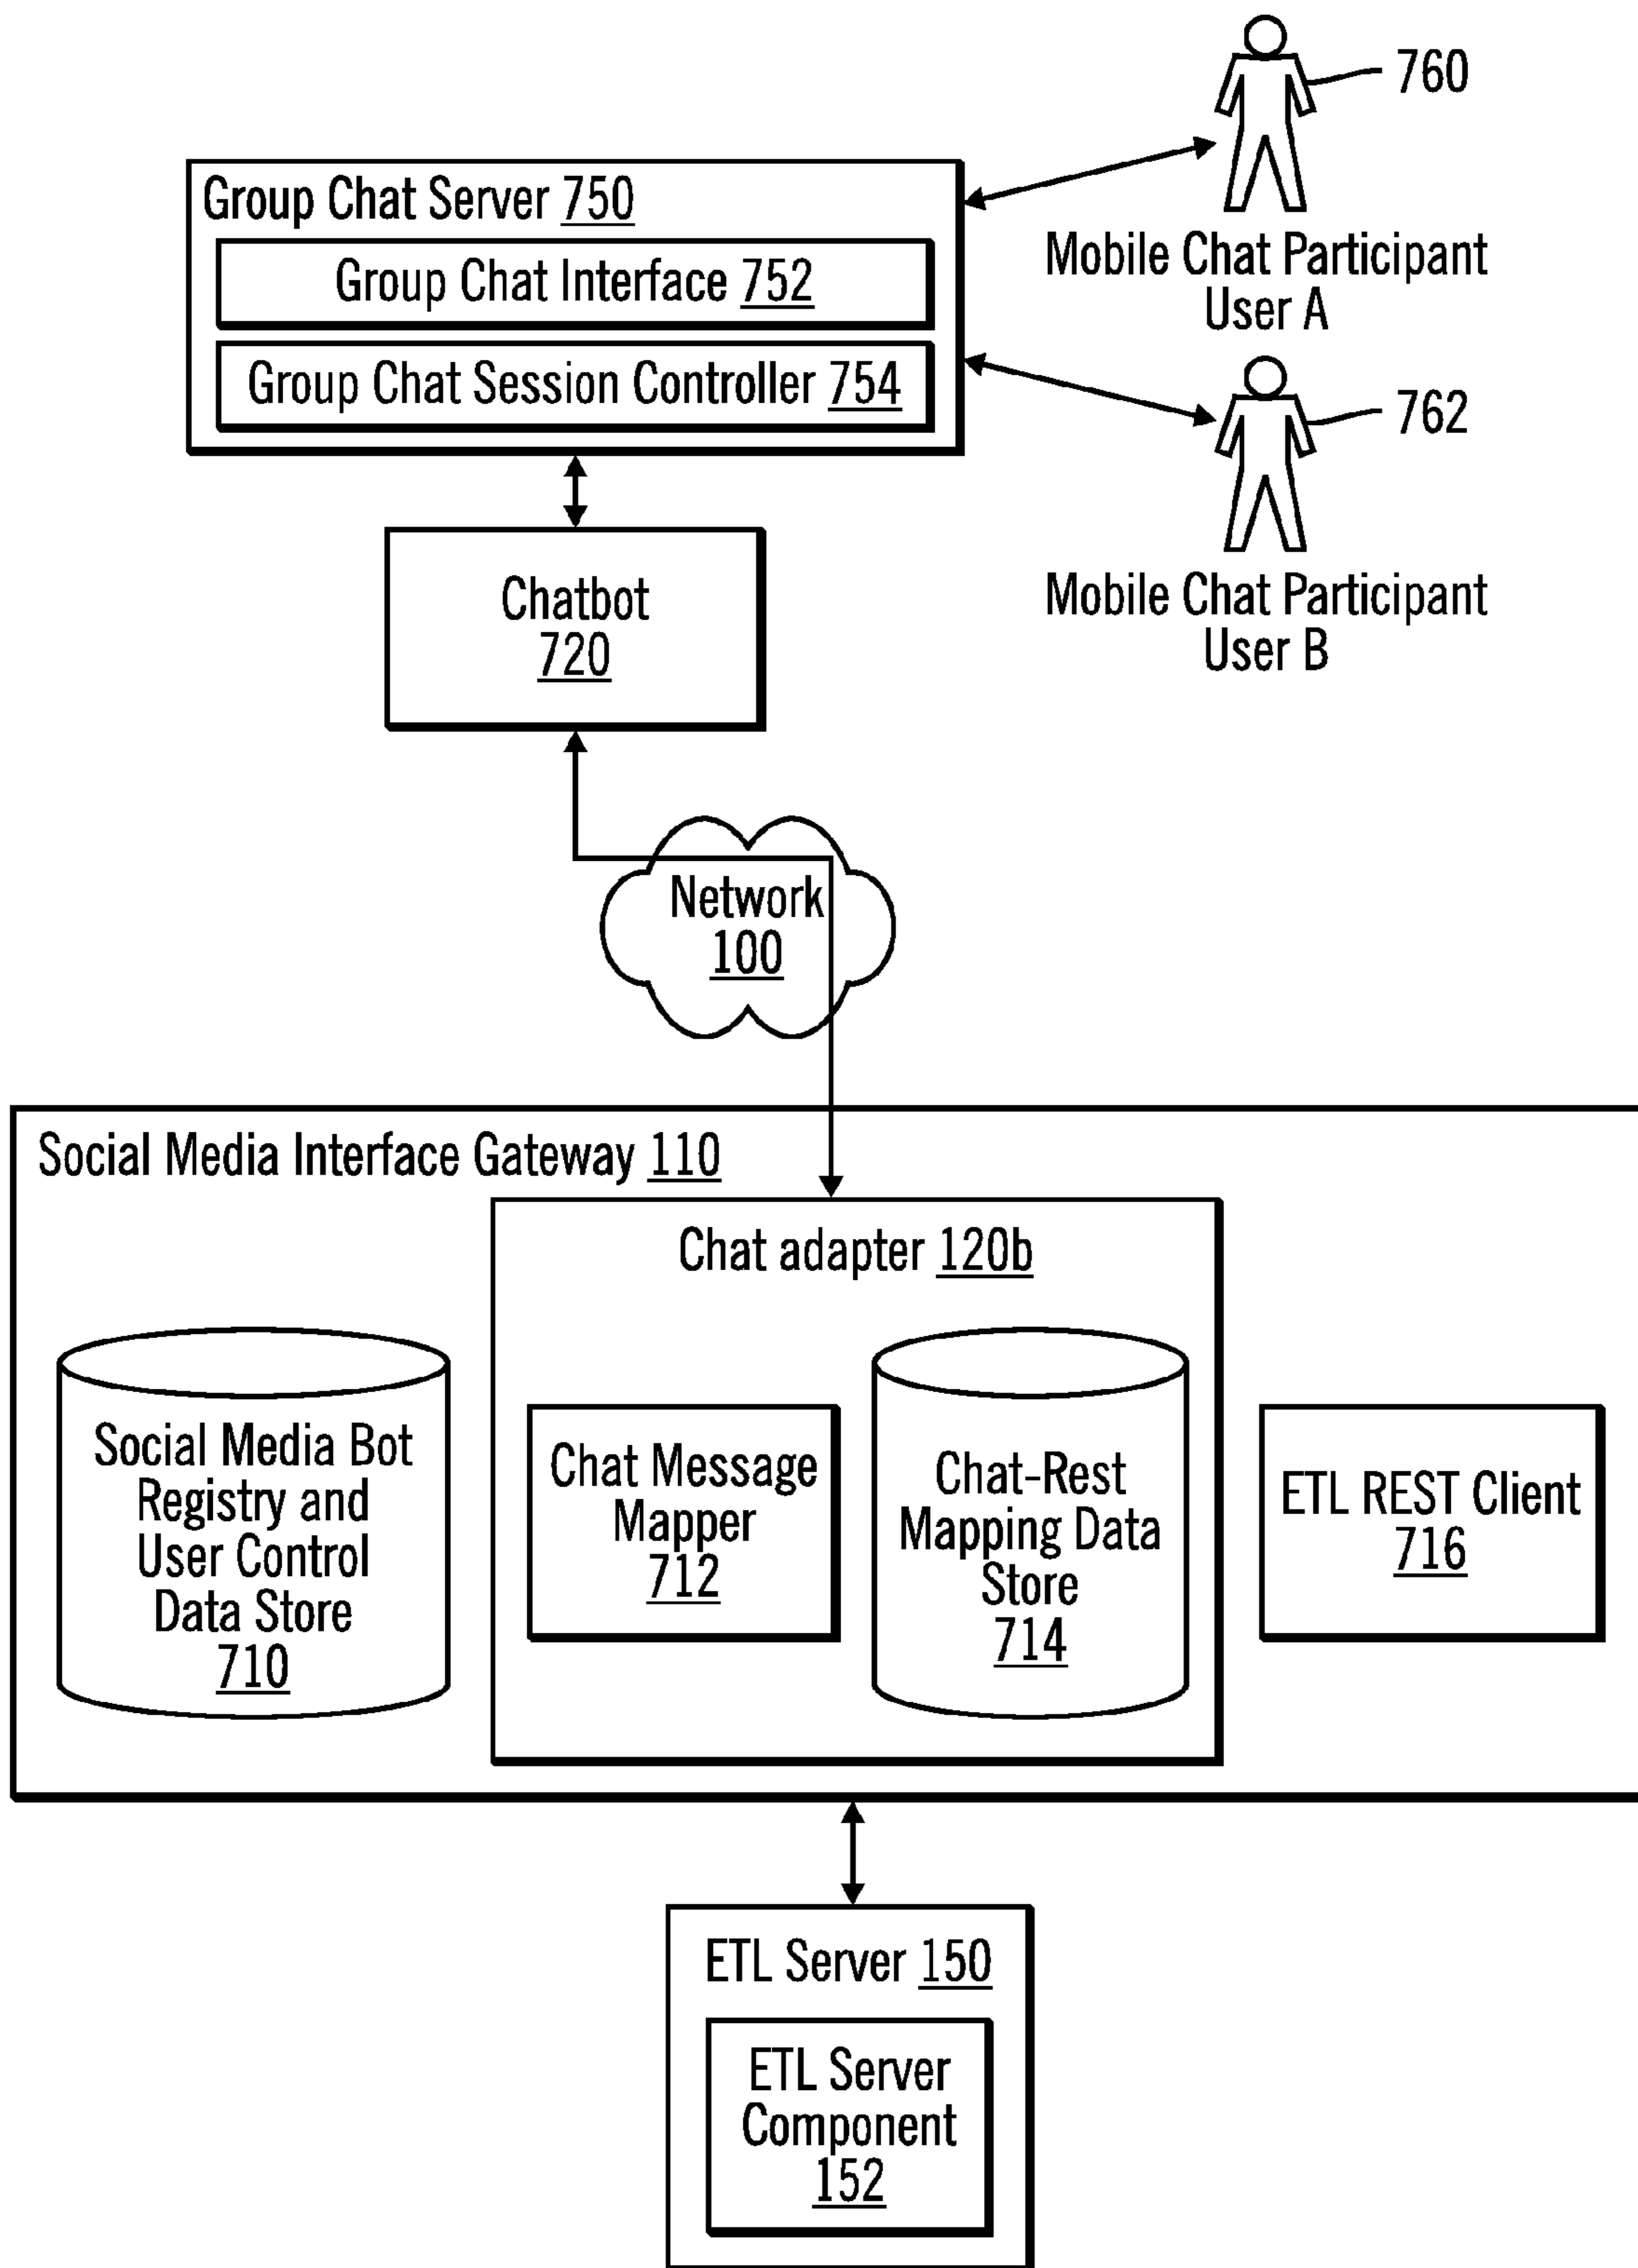 760
Group Chat Server 750
Group Chat Interface 752
Group Chat Session Controller 754
Mobile Chat Participant
User A
762
Mobile Chat Participant
User B
Chatbot
720
Network
100
Social Media Interface Gateway 110
Chat adapter 120b
Social Media Bot
Registry and
User Control
Data Store
710
Chat Message
Mapper
712
Chat-Rest
Mapping Data
Store
714
ETL REST Client
716
ETL Server 150
ETL Server
Component
152